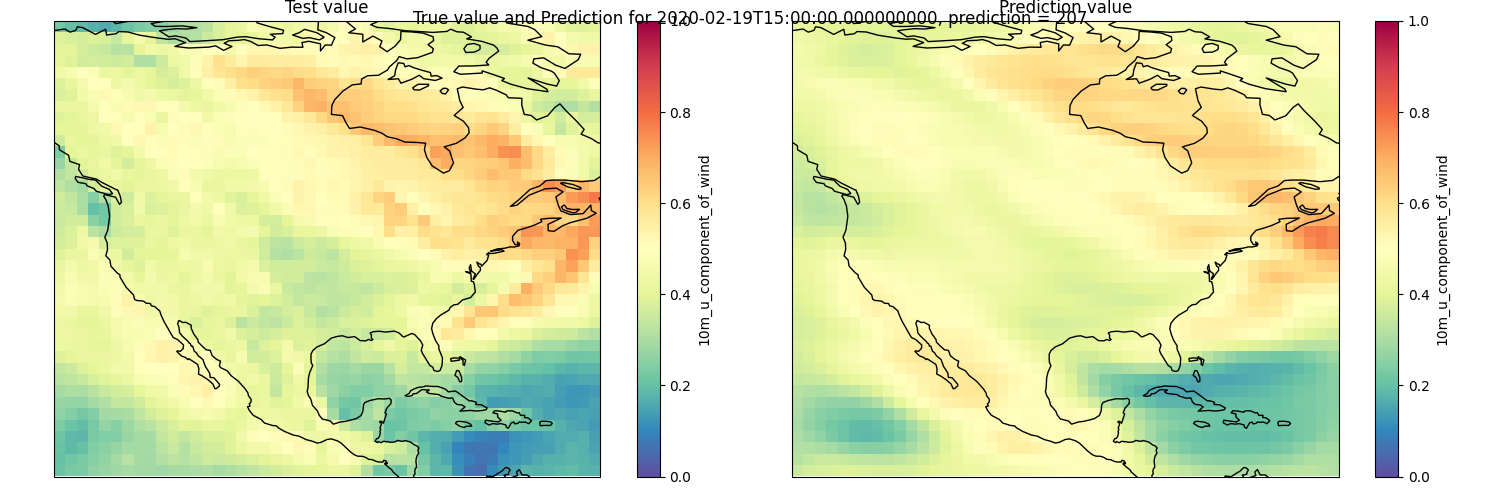 Test value
Prediction value
True value and Prediction for 2020-02-19T15:00:00.000000000, prediction = 207
1.0
0.8
0.6
0.4
0.2
0.0
10m_u_component_of_wind
1.0
0.8
0.6
0.4
0.2
0.0
10m_u_component_of_wind